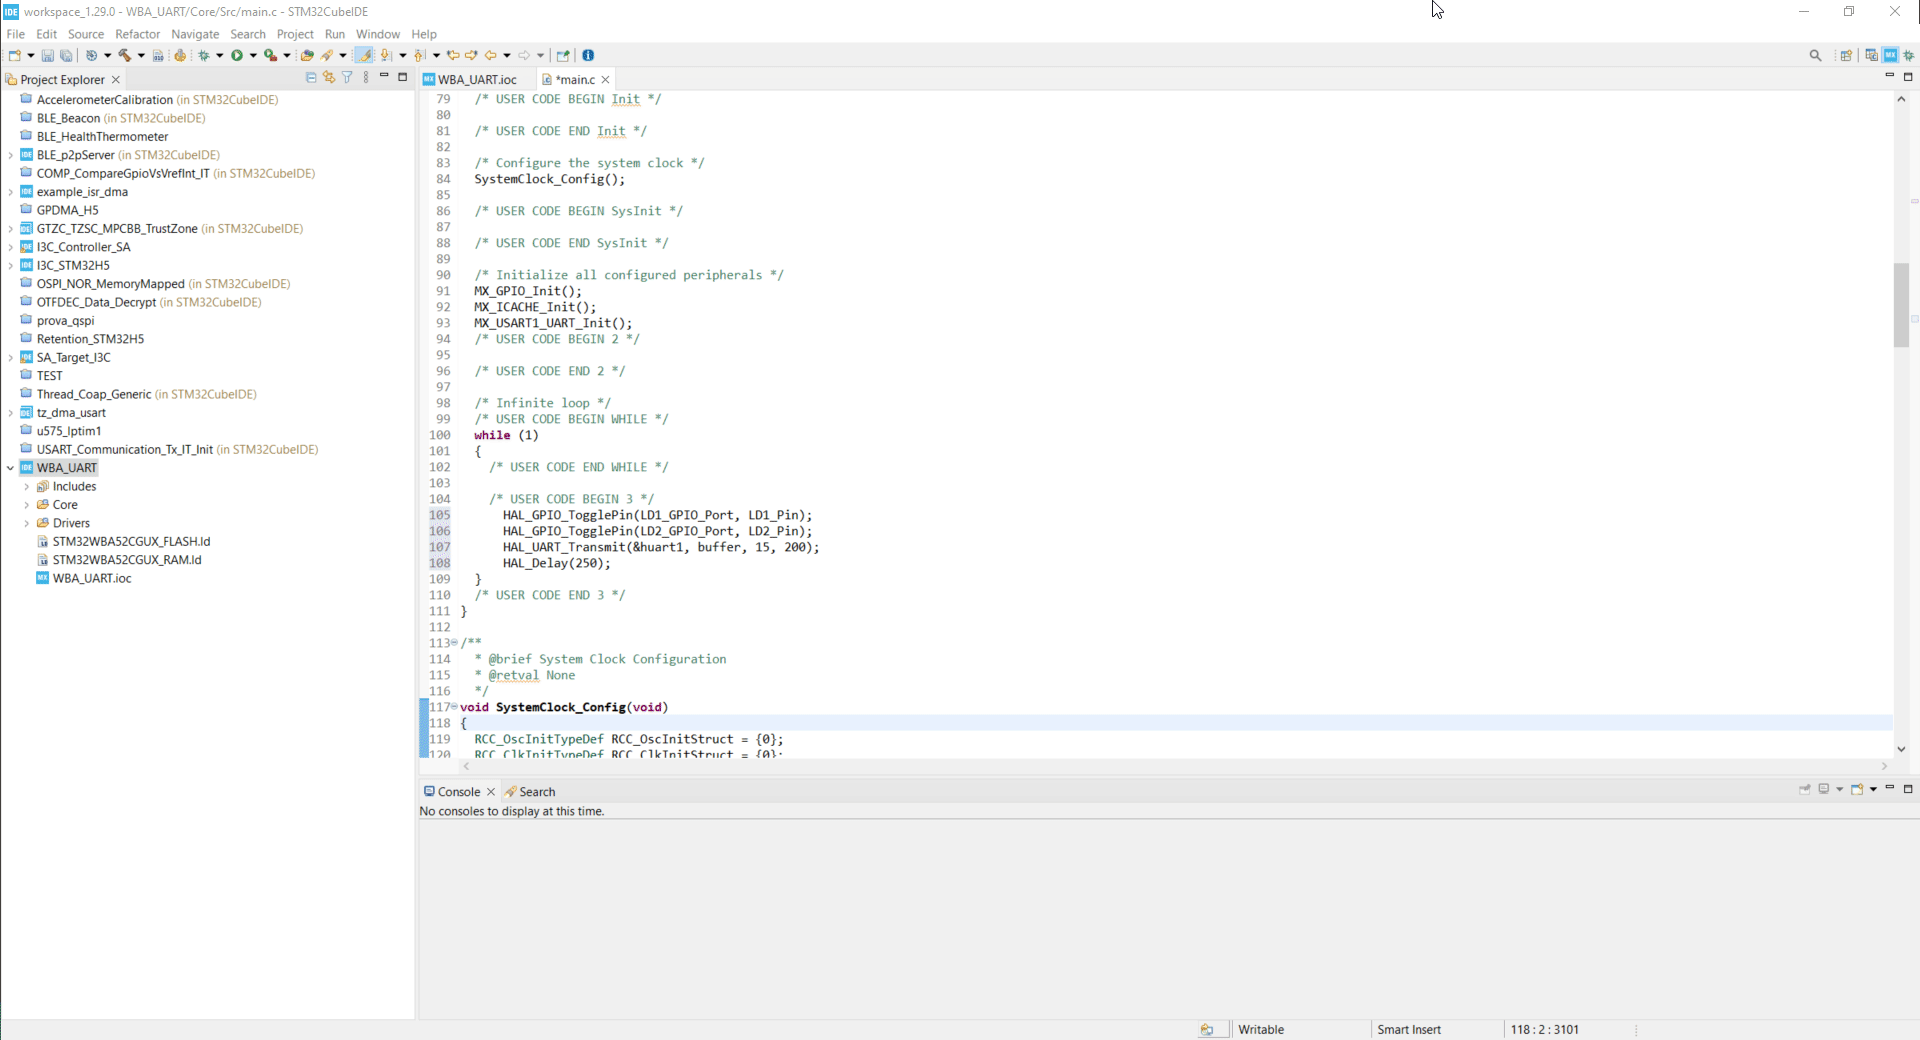 IDE workspace_1.29.0 - WBA_UART/Core/Src/main.c - STM32CubeIDE
File Edit Source Refactor Navigate Search Project Run Window Help
Project Explorer
AccelerometerCalibration (in STM32CubeIDE)
BLE_Beacon (in STM32CubeIDE)
BLE_HealthThermometer
BLE_p2pServer (in STM32CubeIDE)
COMP_CompareGpioVsVrefInt_IT (in STM32CubeIDE)
example_isr_dma
GPDMA_H5
GTZC_TZSC_MPCBB_TrustZone (in STM32CubeIDE)
I3C_Controller_SA
I3C_STM32H5
OSPI_NOR_MemoryMapped (in STM32CubeIDE)
OTFDEC_Data_Decrypt (in STM32CubeIDE)
prova_qspi
Retention_STM32H5
SA_Target_I3C
TEST
Thread_Coap_Generic (in STM32CubeIDE)
tz_dma_usart
u575_lptim1
USART_Communication_Tx_IT_Init (in STM32CubeIDE)
WBA_UART
Includes
Core
Drivers
STM32WBA52CGUX_FLASH.ld
STM32WBA52CGUX_RAM.ld
MX WBA_UART.ioc
MX WBA_UART.ioc *main.c
79 /* USER CODE BEGIN Init */
80
81 /* USER CODE END Init */
82
83 /* Configure the system clock */
84 SystemClock_Config();
85
86 /* USER CODE BEGIN SysInit */
87
88 /* USER CODE END SysInit */
89
90 /* Initialize all configured peripherals */
91 MX_GPIO_Init();
92 MX_ICACHE_Init();
93 MX_USART1_UART_Init();
94 /* USER CODE BEGIN 2 */
95
96 /* USER CODE END 2 */
97
98 /* Infinite loop */
99 /* USER CODE BEGIN WHILE */
100 while (1)
101 {
102 /* USER CODE END WHILE */
103
104 /* USER CODE BEGIN 3 */
105 HAL_GPIO_TogglePin(LD1_GPIO_Port, LD1_Pin);
106 HAL_GPIO_TogglePin(LD2_GPIO_Port, LD2_Pin);
107 HAL_UART_Transmit(&huart1, buffer, 15, 200);
108 HAL_Delay(250);
109 }
110 /* USER CODE END 3 */
111 }
112
113 /**
114 * @brief System Clock Configuration
115 * @retval None
116 */
117 void SystemClock_Config(void)
118 {
119 RCC_OscInitTypeDef RCC_OscInitStruct = {0};
120 RCC_ClkInitTypeDef RCC_ClkInitStruct = {0};
Console Search
No consoles to display at this time.
Writable Smart Insert 118 : 2 : 3101